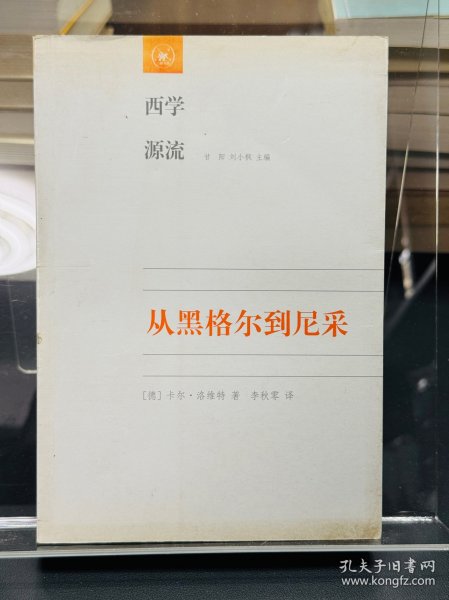 西学
源流 甘 阳 刘小枫 主编
从黑格尔到尼采
[德]卡尔·洛维特 著 李秋零 译
孔夫子旧书网
www.kongfz.com